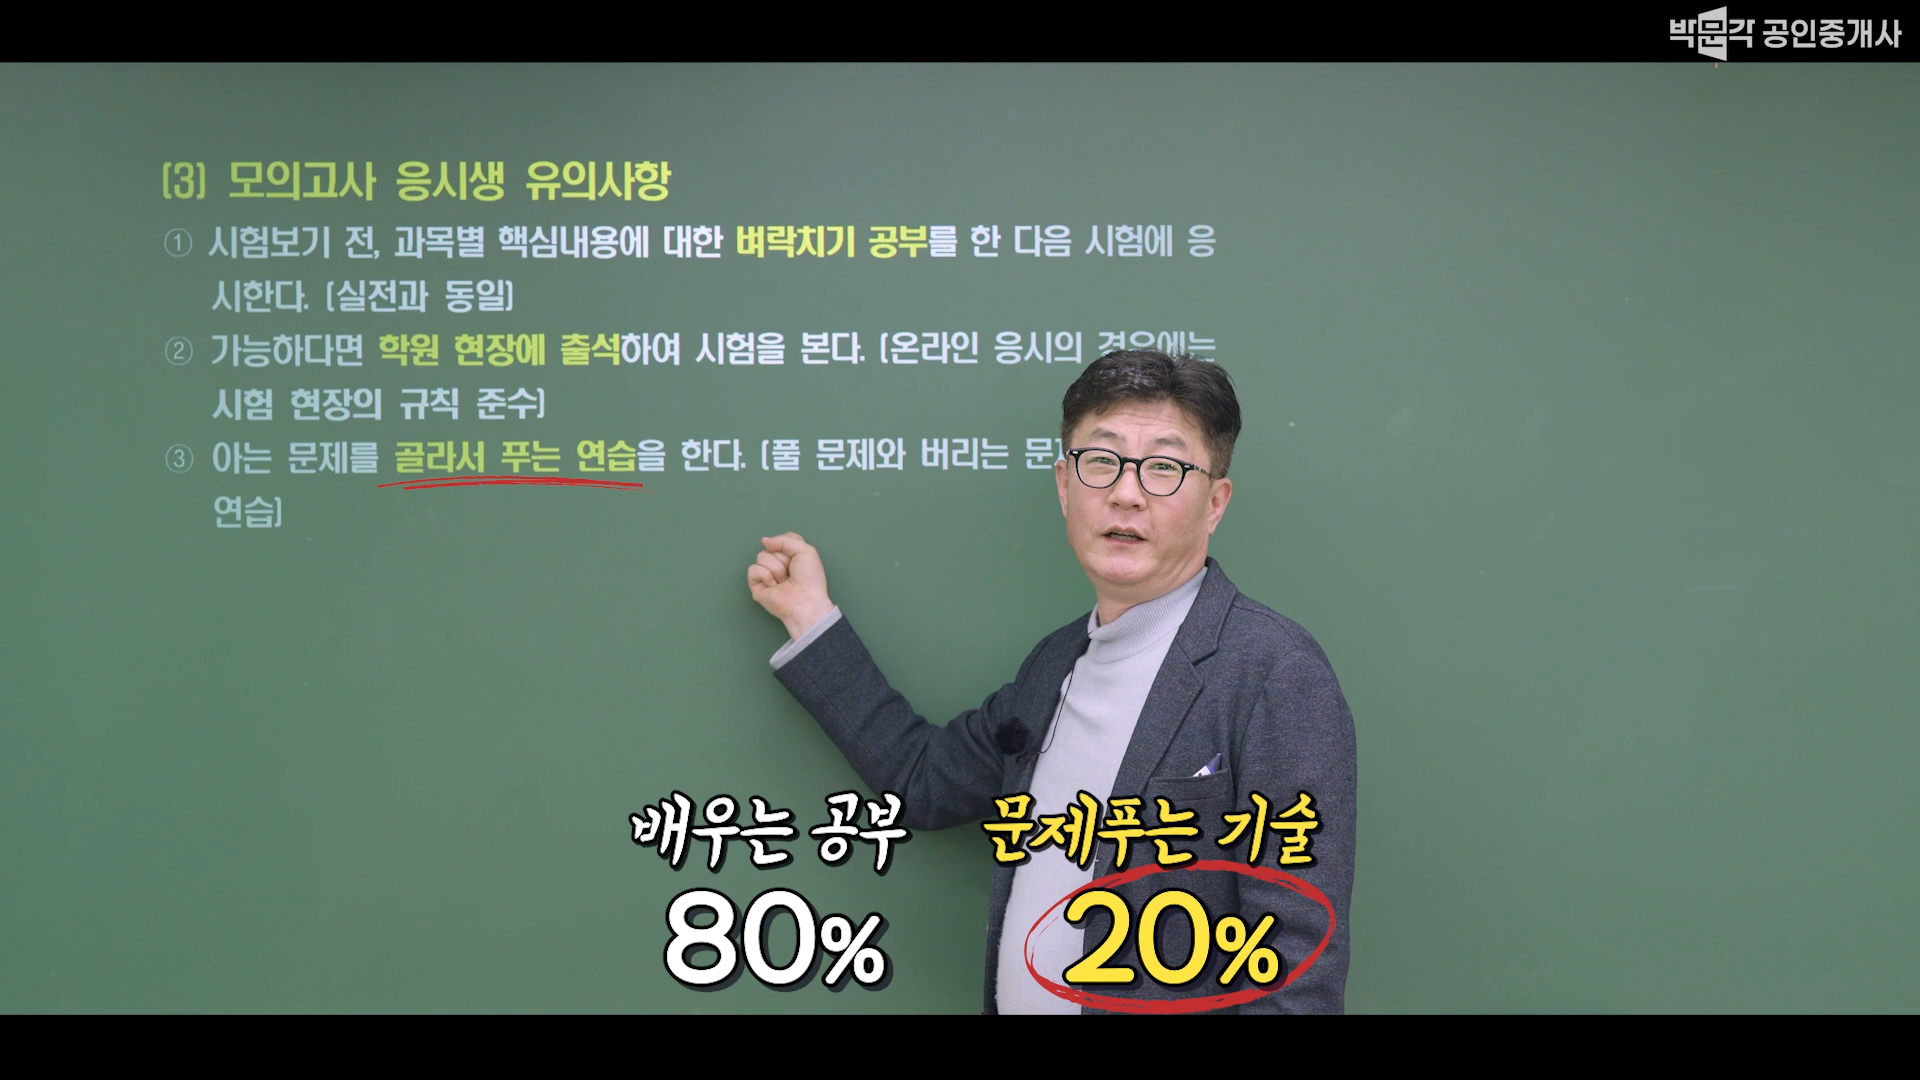 박문각 공인중개사
(3) 모의고사 응시생 유의사항
① 시험보기 전, 과목별 핵심내용에 대한 벼락치기 공부를 한 다음 시험에 응
시한다. (실전과 동일)
② 가능하다면 학원 현장에 출석하여 시험을 본다. (온라인 응시의 경우에는
시험 현장의 규칙 준수)
③ 아는 문제를 골라서 푸는 연습을 한다. (풀 문제와 버리는
연습)
배우는 공부 문제푸는 기술
80% 20%